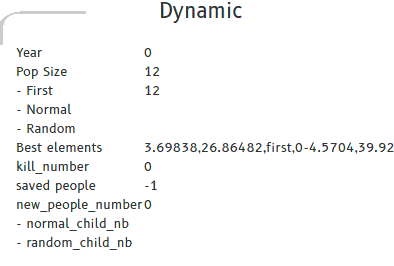 Dynamic
Year 0
Pop Size 12
- First 12
- Normal
- Random
Best elements 3.69838,26.86482,first,0-4.5704,39.92
kill_number 0
saved people -1
new_people_number 0
- normal_child_nb
- random_child_nb